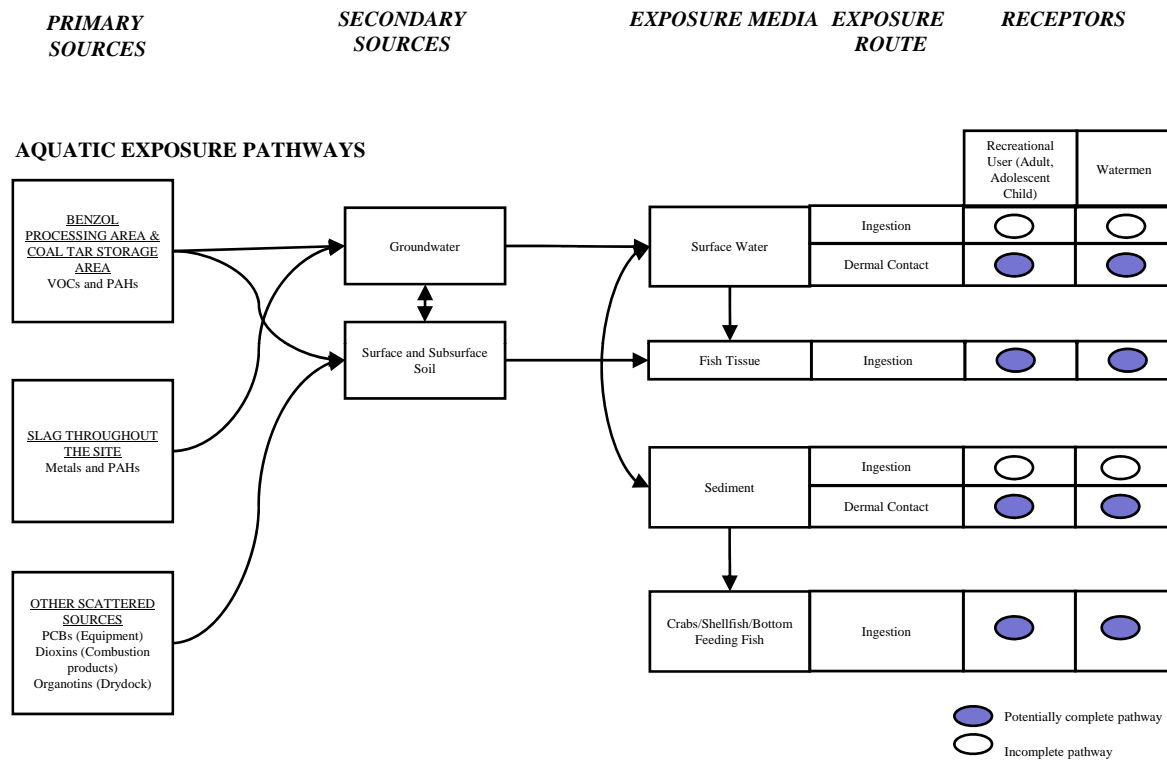 PRIMARY
SOURCES
SECONDARY
SOURCES
EXPOSURE MEDIA
EXPOSURE
ROUTE
RECEPTORS
AQUATIC EXPOSURE PATHWAYS
BENZOL
PROCESSING AREA &
COAL TAR STORAGE
AREA
VOCs and PAHs
SLAG THROUGHOUT
THE SITE
Metals and PAHs
OTHER SCATTERED
SOURCES
PCBs (Equipment)
Dioxins (Combustion
products)
Organotins (Drydock)
Groundwater
Surface and Subsurface
Soil
Recreational
User (Adult,
Adolescent
Child)
Watermen
Surface Water
Ingestion
Dermal Contact
Fish Tissue
Ingestion
Sediment
Ingestion
Dermal Contact
Crabs/Shellfish/Bottom
Feeding Fish
Ingestion
Potentially complete pathway
Incomplete pathway